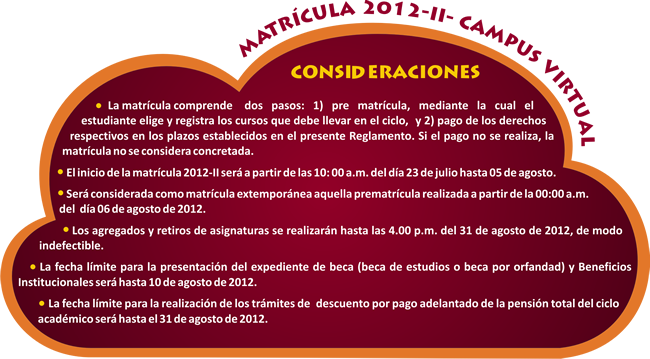 MATRÍCULA 2012-II- CAMPUS VIRTUAL
CONSIDERACIONES
• La matrícula comprende dos pasos: 1) pre matrícula, mediante la cual el
estudiante elige y registra los cursos que debe llevar en el ciclo, y 2) pago de los derechos
respectivos en los plazos establecidos en el presente Reglamento. Si el pago no se realiza, la
matrícula no se considera concretada.
• El inicio de la matrícula 2012-II será a partir de las 10: 00 a.m. del día 23 de julio hasta 05 de agosto.
• Será considerada como matrícula extemporánea aquella prematrícula realizada a partir de la 00:00 a.m.
del día 06 de agosto de 2012.
• Los agregados y retiros de asignaturas se realizarán hasta las 4.00 p.m. del 31 de agosto de 2012, de modo
indefectible.
• La fecha límite para la presentación del expediente de beca (beca de estudios o beca por orfandad) y Beneficios
Institucionales será hasta 10 de agosto de 2012.
• La fecha límite para la realización de los trámites de descuento por pago adelantado de la pensión total del ciclo
académico será hasta el 31 de agosto de 2012.